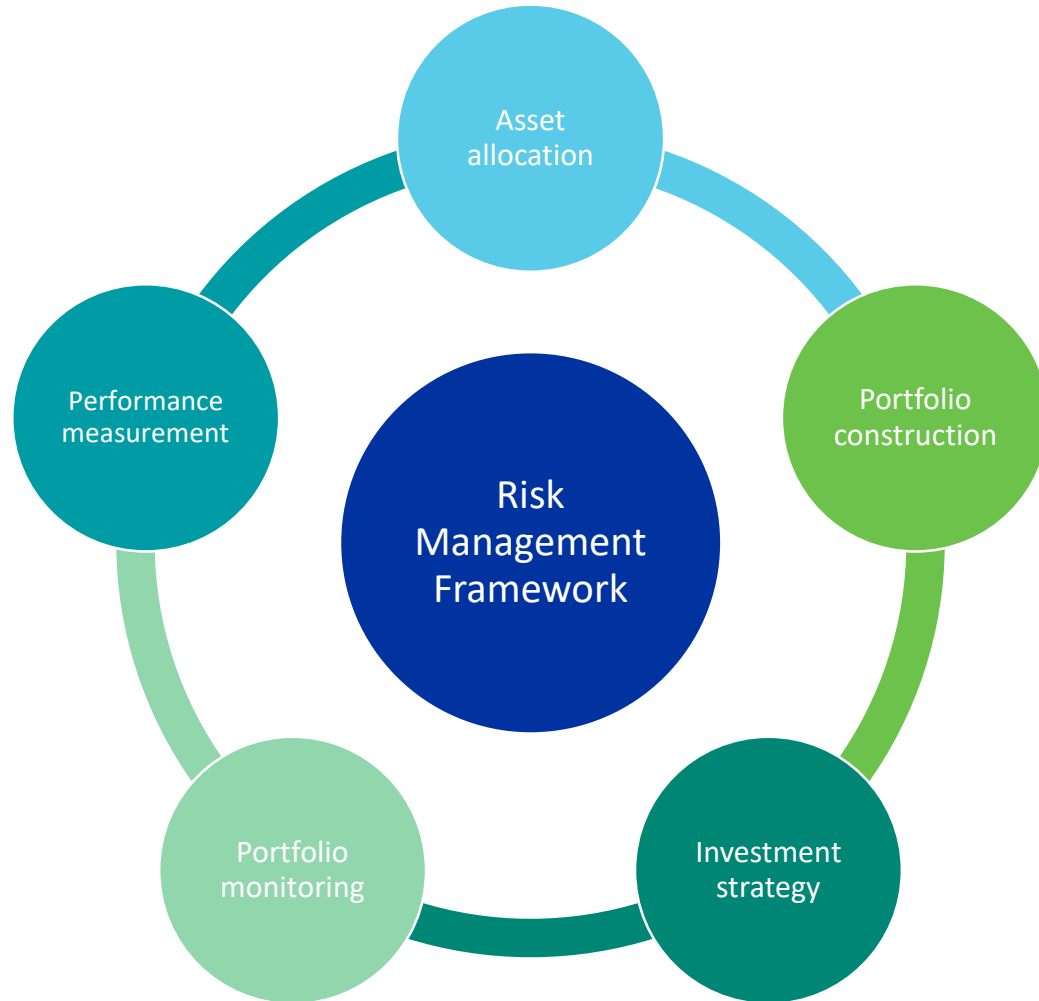 Asset
allocation
Performance
measurement
Portfolio
construction
Risk
Management
Framework
Portfolio
monitoring
Investment
strategy